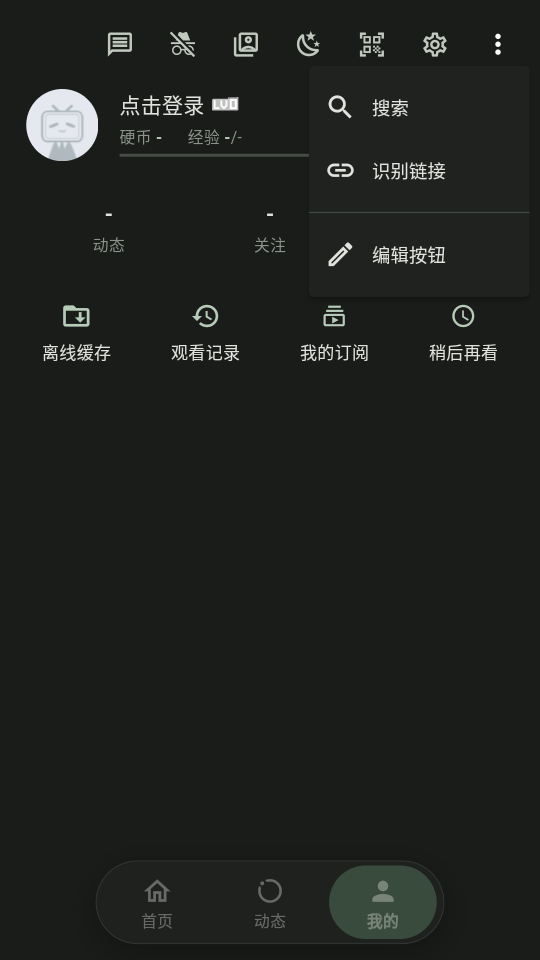 搜索
识别链接
编辑按钮
点击登录 LV0
硬币 - 经验 -/-
- -
动态 关注
离线缓存 观看记录 我的订阅 稍后再看
首页 动态 我的